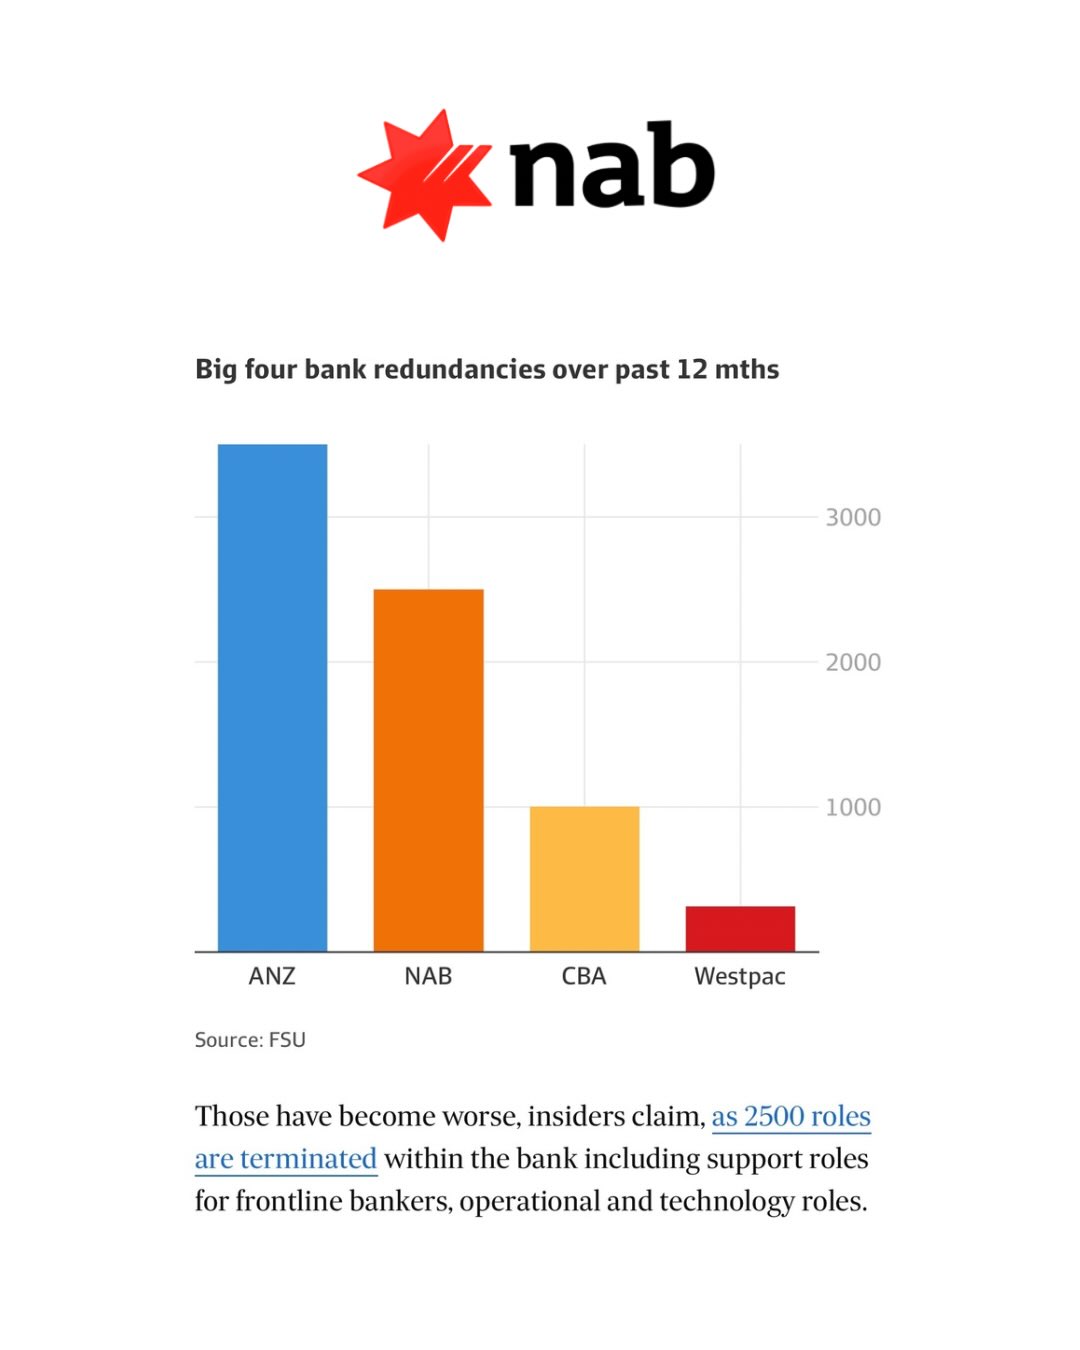 nab
Big four bank redundancies over past 12 mths
3000
2000
1000
ANZ NAB CBA Westpac
Source: FSU
Those have become worse, insiders claim, as 2500 roles
are terminated within the bank including support roles
for frontline bankers, operational and technology roles.